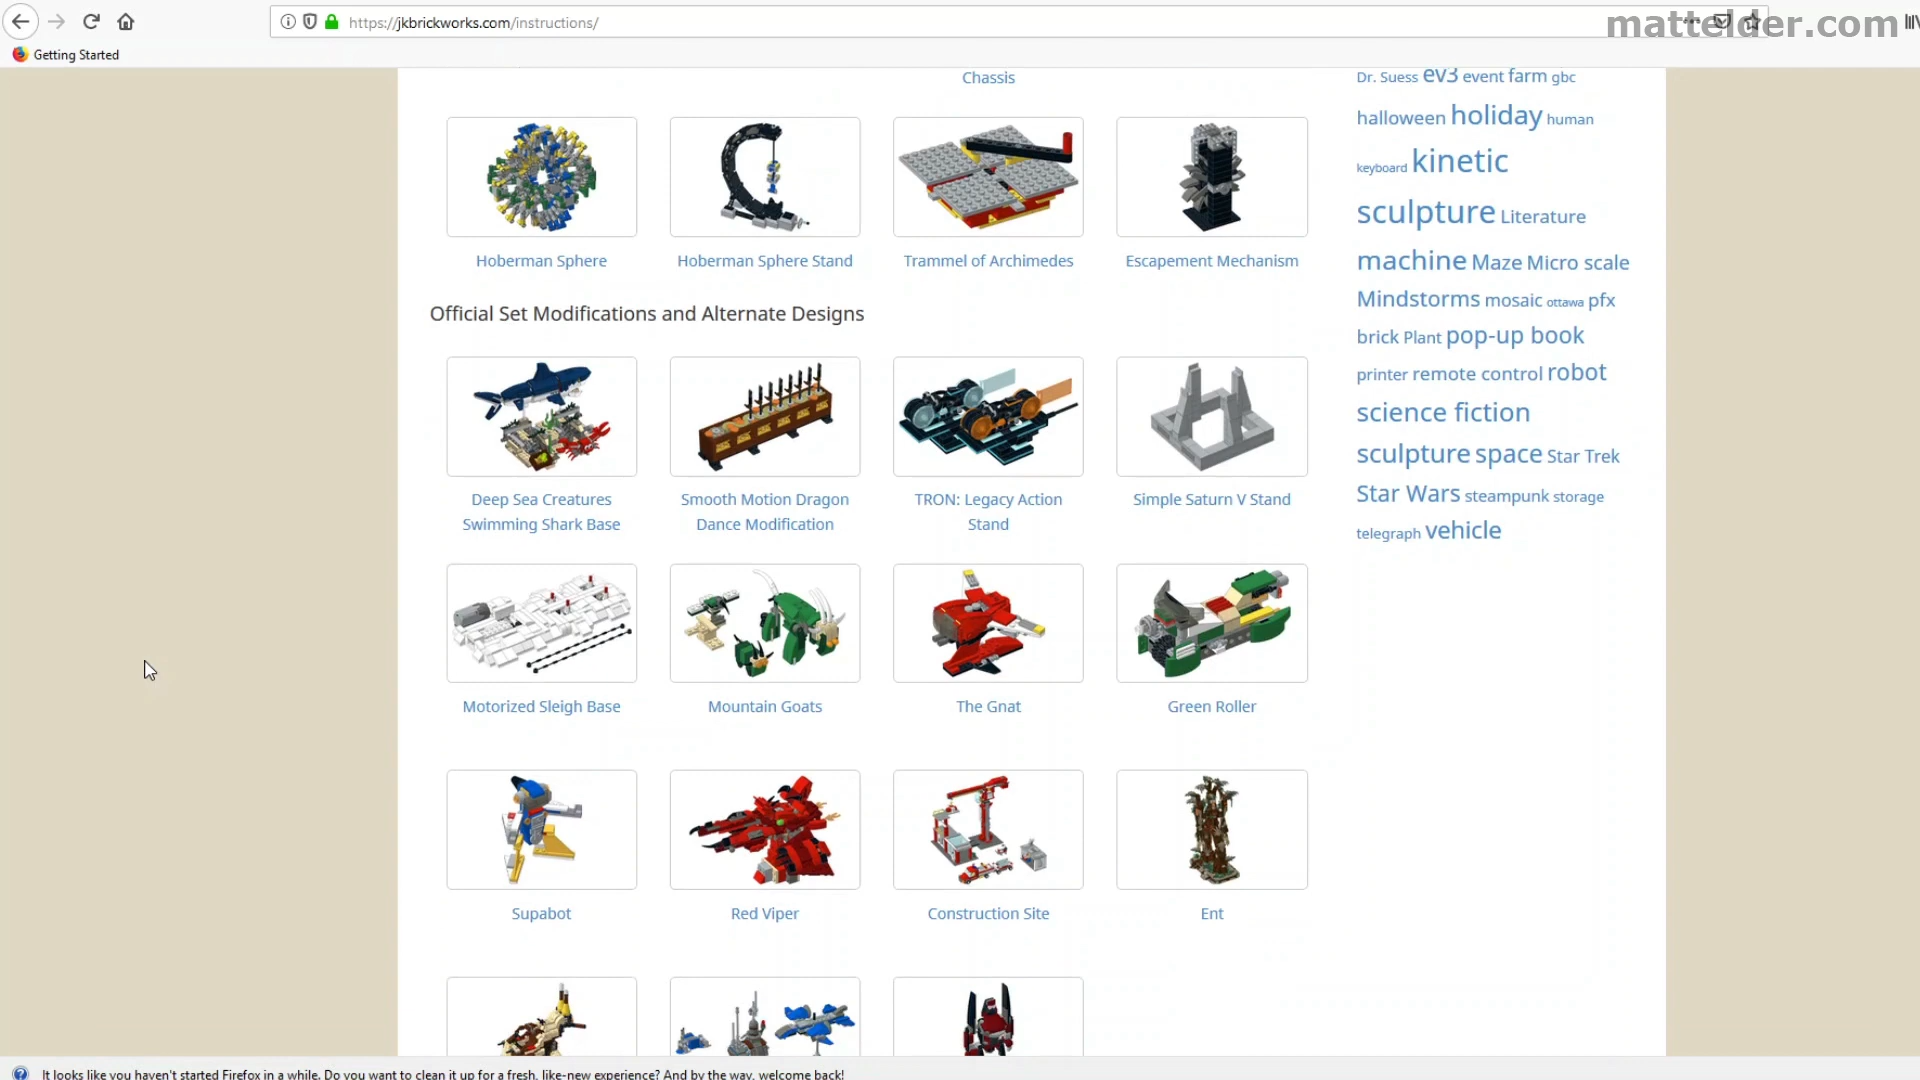 https://jkbrickworks.com/instructions/
mattelder.com
Getting Started
Chassis
Hoberman Sphere
Hoberman Sphere Stand
Trammel of Archimedes
Escapement Mechanism
Official Set Modifications and Alternate Designs
Deep Sea Creatures
Swimming Shark Base
Smooth Motion Dragon
Dance Modification
TRON: Legacy Action
Stand
Simple Saturn V Stand
Motorized Sleigh Base
Mountain Goats
The Gnat
Green Roller
Supabot
Red Viper
Construction Site
Ent
Dr. Suess ev3 event farm gbc
halloween holiday human
keyboard kinetic
sculpture Literature
machine Maze Micro scale
Mindstorms mosaic ottawa pfx
brick Plant pop-up book
printer remote control robot
science fiction
sculpture space Star Trek
Star Wars steampunk storage
telegraph vehicle
It looks like you haven't started Firefox in a while. Do you want to clean it up for a fresh, like-new experience? And by the way, welcome back!